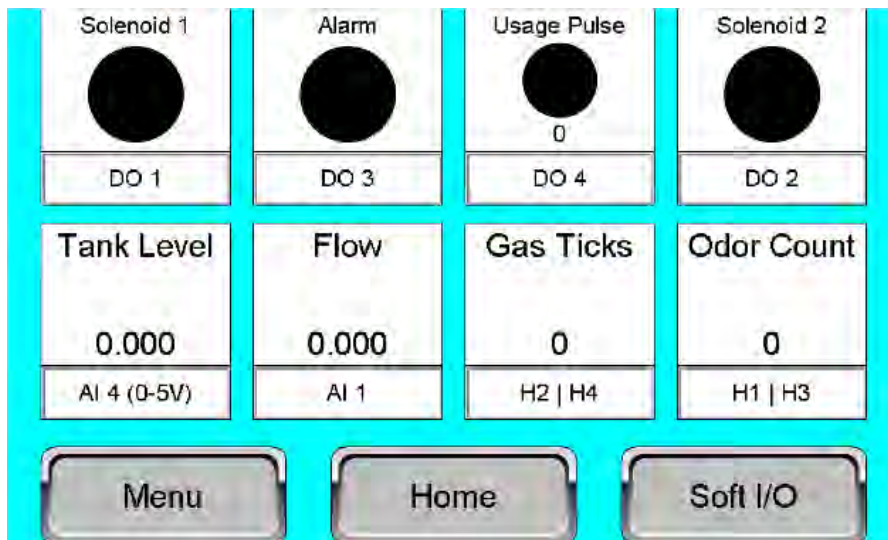 Solenoid 1 Alarm Usage Pulse Solenoid 2
0
DO 1 DO 3 DO 4 DO 2
Tank Level Flow Gas Ticks Odor Count
0.000 0.000 0 0
AI 4 (0-5V) AI 1 H2 | H4 H1 | H3
Menu Home Soft I/O